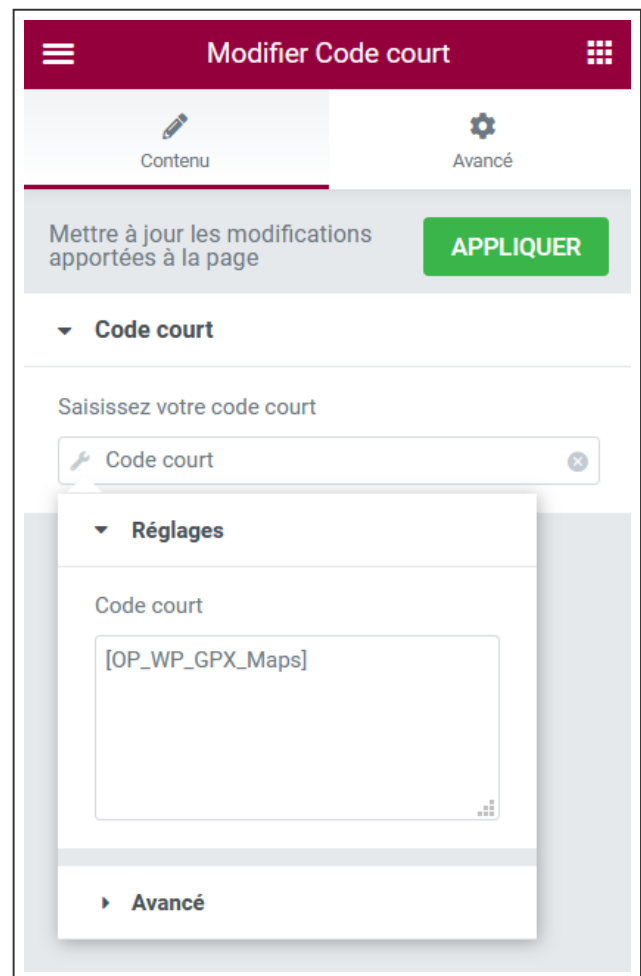 Modifier Code court
Contenu
Avancé
Mettre à jour les modifications
apportées à la page
APPLIQUER
Code court
Saisissez votre code court
Code court
Réglages
Code court
[OP_WP_GPX_Maps]
Avancé